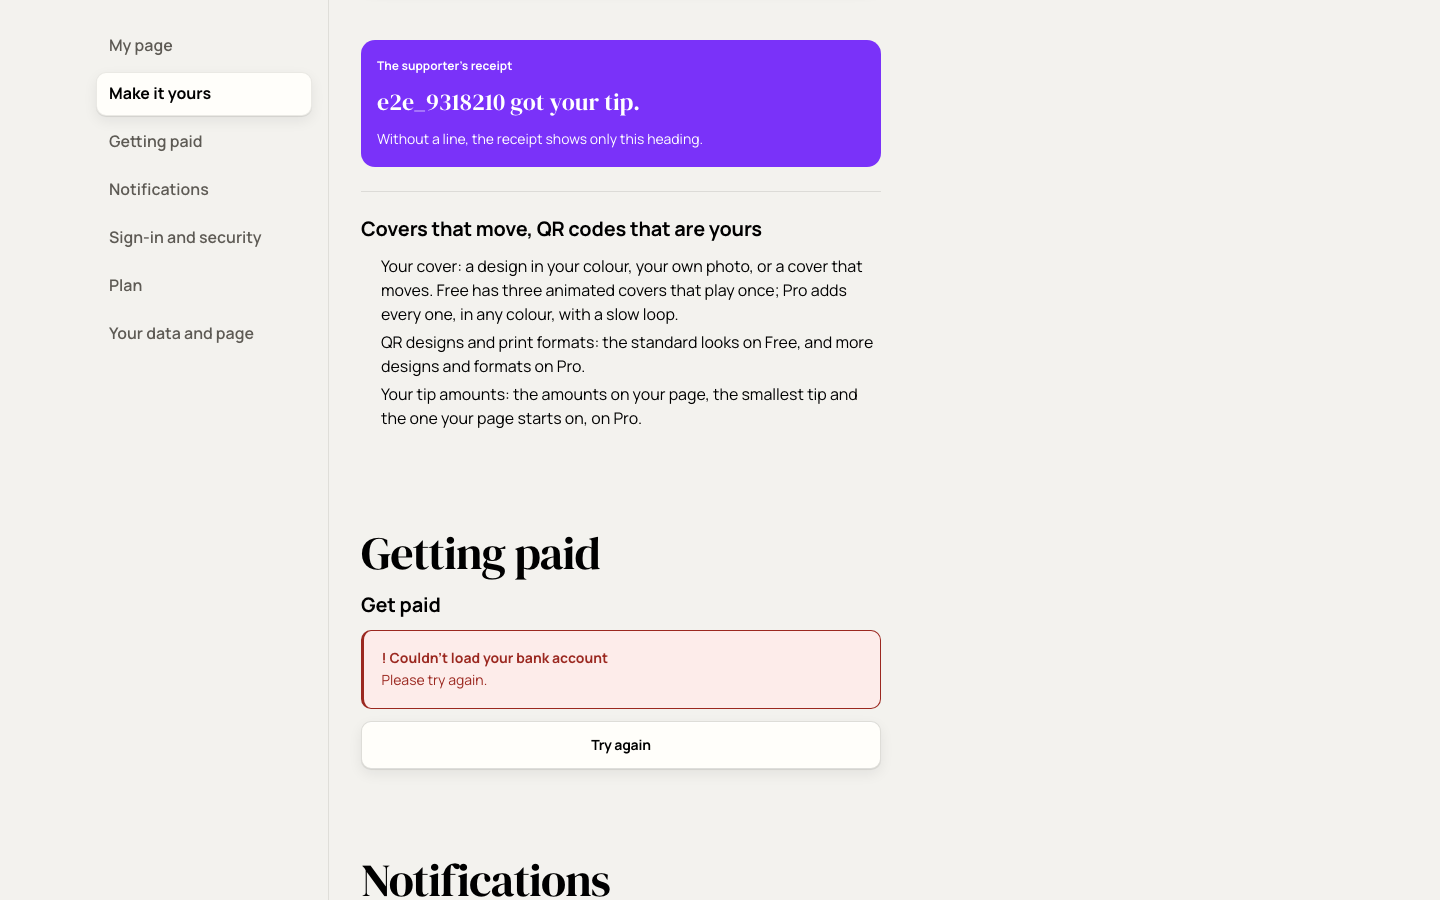 My page
Make it yours
Getting paid
Notifications
Sign-in and security
Plan
Your data and page
The supporter's receipt
e2e_9318210 got your tip.
Without a line, the receipt shows only this heading.
Covers that move, QR codes that are yours
Your cover: a design in your colour, your own photo, or a cover that
moves. Free has three animated covers that play once; Pro adds
every one, in any colour, with a slow loop.
QR designs and print formats: the standard looks on Free, and more
designs and formats on Pro.
Your tip amounts: the amounts on your page, the smallest tip and
the one your page starts on, on Pro.
Getting paid
Get paid
! Couldn't load your bank account
Please try again.
Try again
Notifications